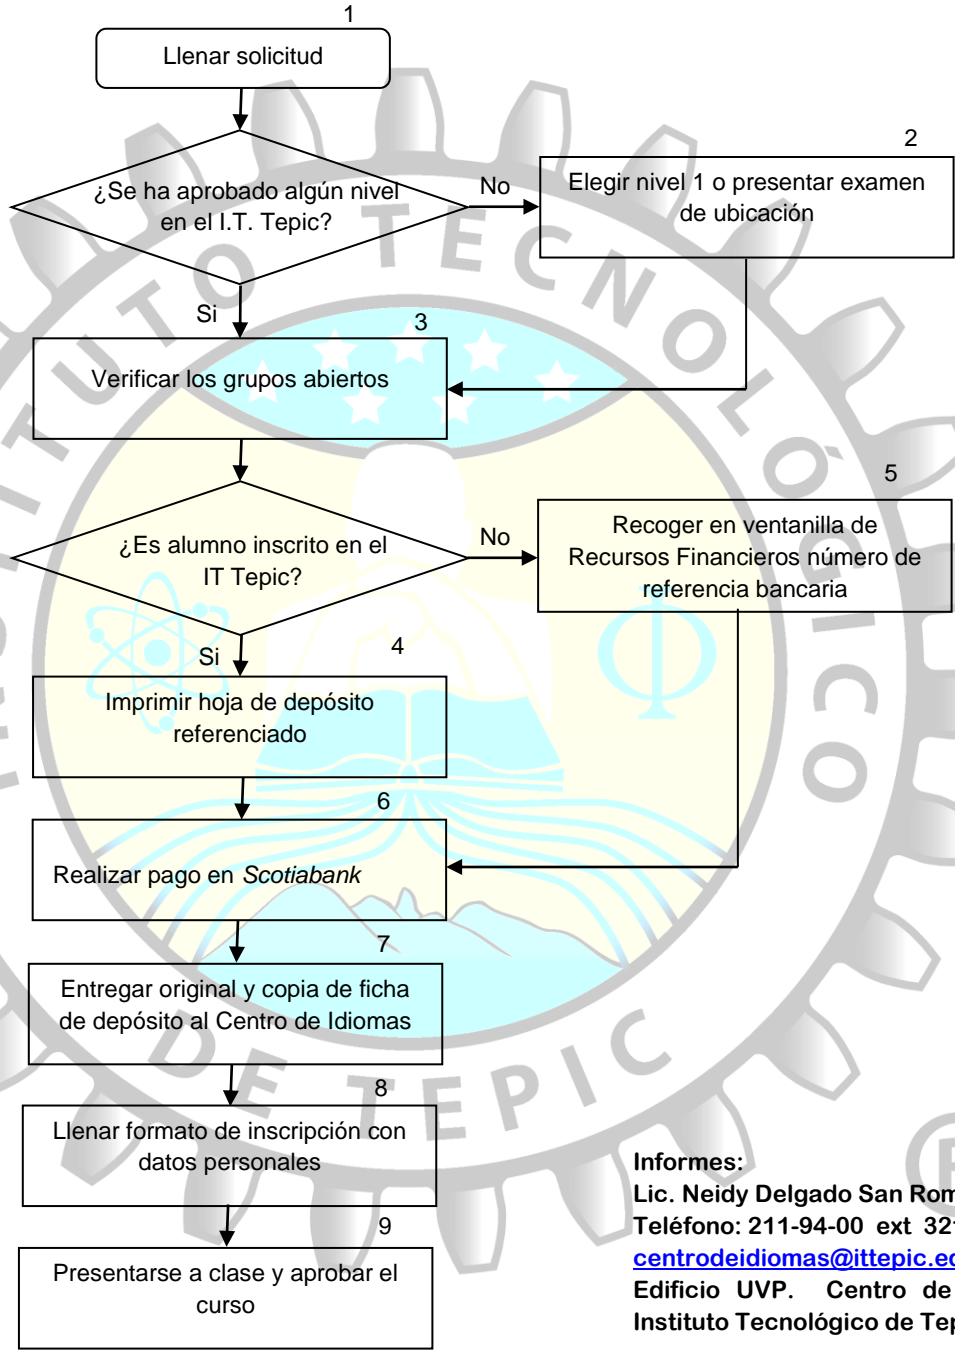 1
Llenar solicitud
¿Se ha aprobado algún nivel
en el I.T. Tepic?
No
2
Elegir nivel 1 o presentar examen
de ubicación
Si
3
Verificar los grupos abiertos
¿Es alumno inscrito en el
IT Tepic?
No
5
Recoger en ventanilla de
Recursos Financieros número de
referencia bancaria
Si
4
Imprimir hoja de depósito
referenciado
6
Realizar pago en Scotiabank
7
Entregar original y copia de ficha
de depósito al Centro de Idiomas
8
Llenar formato de inscripción con
datos personales
9
Presentarse a clase y aprobar el
curso
Informes:
Lic. Neidy Delgado San
Teléfono: 211-94-00 ext
Edificio UVP. Centro de
Instituto Tecnológico de
TECNOLÓGICO
DE TEPIC